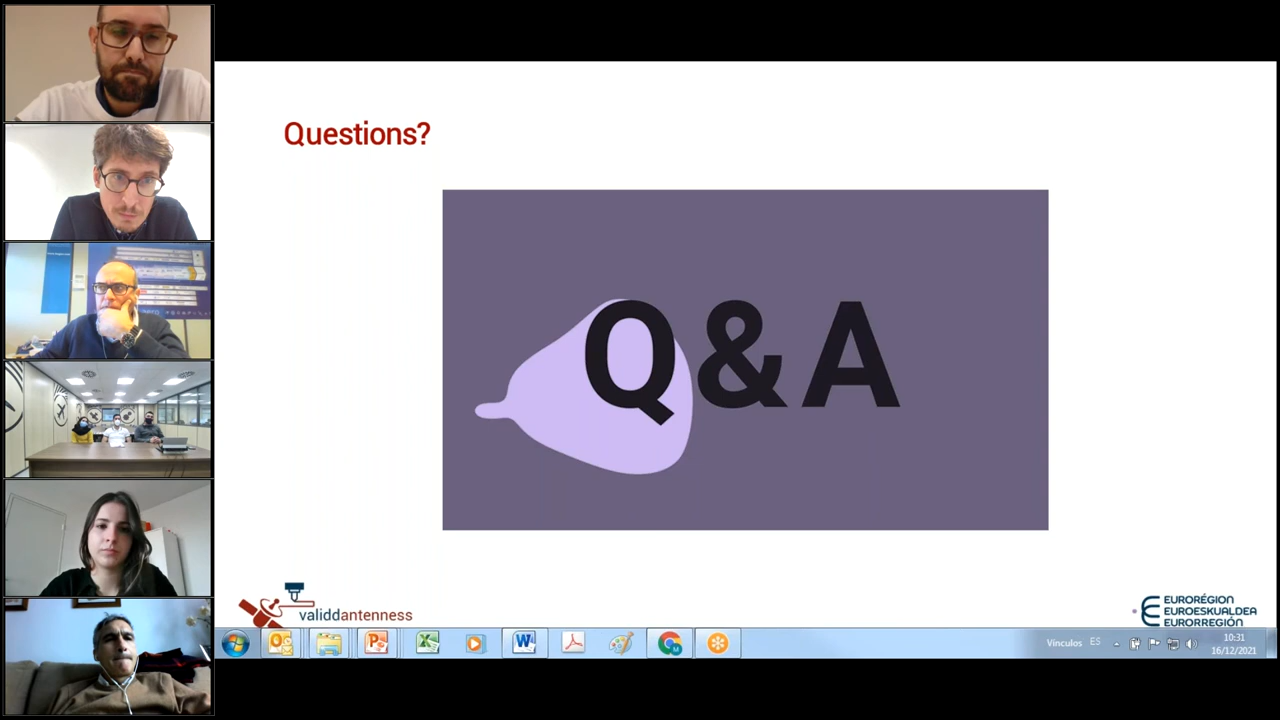 Questions?
Q&A
validdantenness
EURORÉGION
EUROESKUALDEA
EURORREGIÓN
Vínculos
ES
10:31
16/12/2021